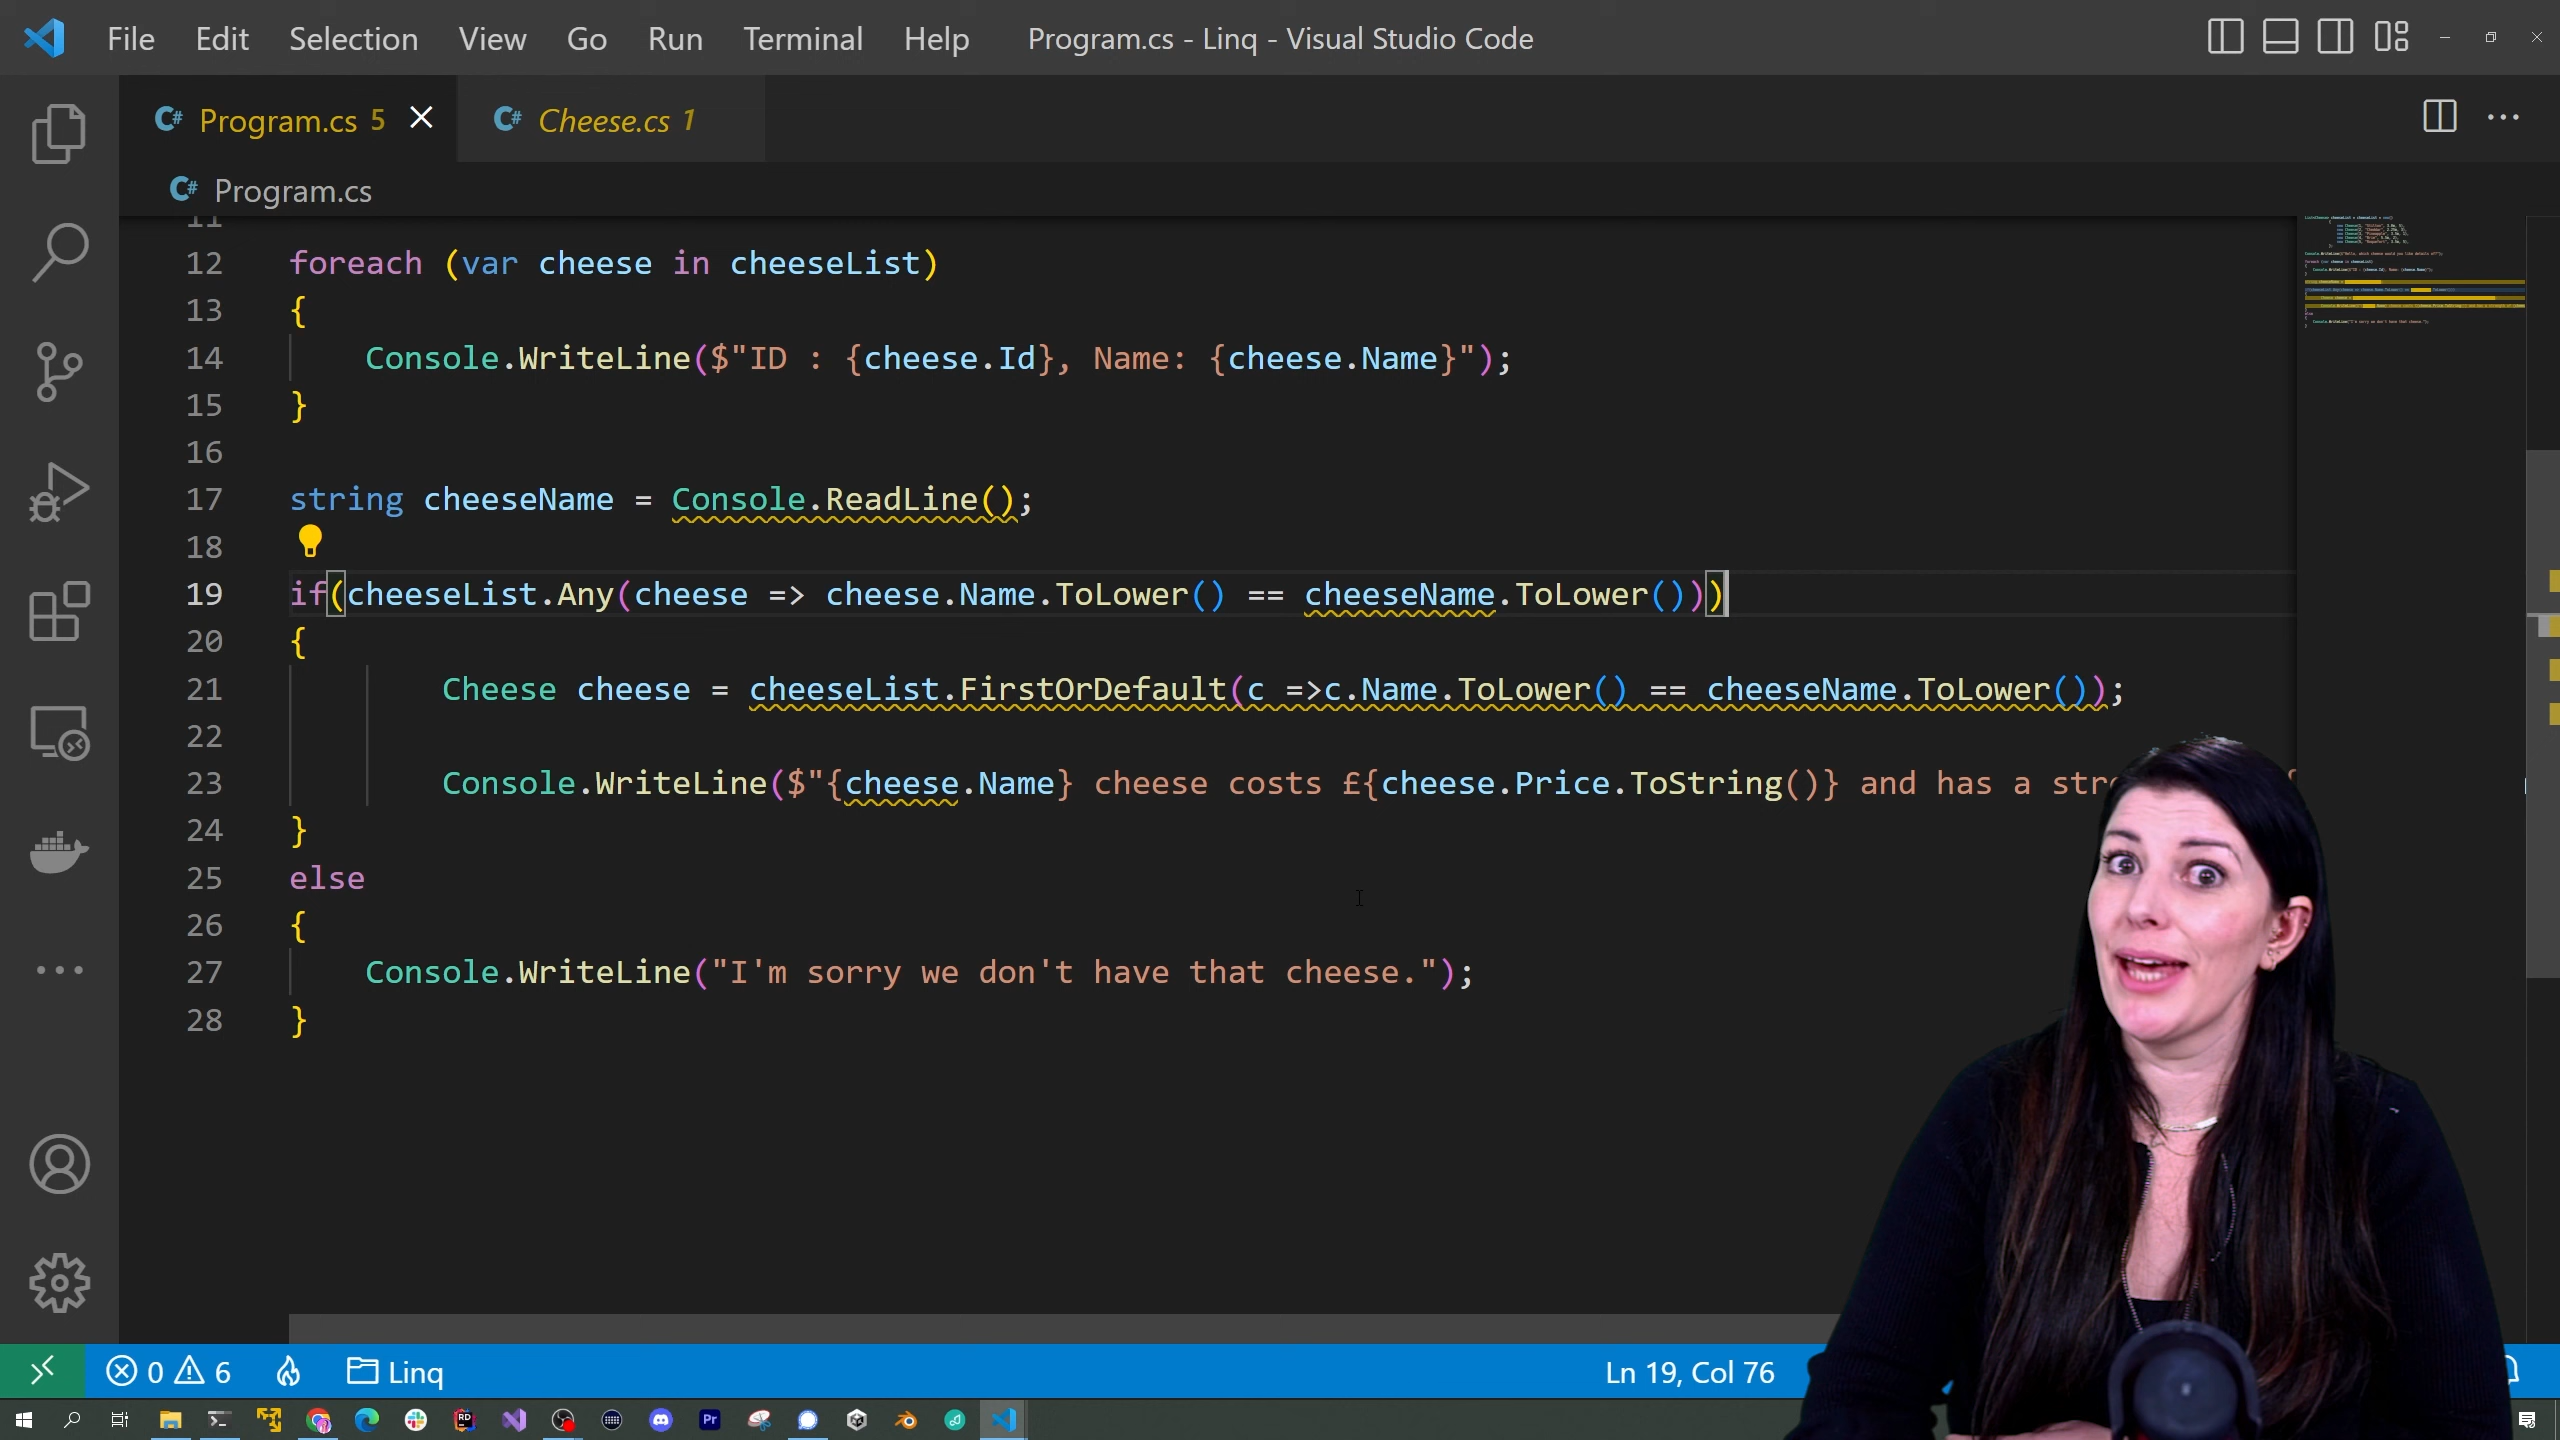 File Edit Selection View Go Run Terminal Help Program.cs - Linq - Visual Studio Code
Program.cs 5 Cheese.cs 1
Program.cs
11
12 foreach (var cheese in cheeseList)
13 {
14 Console.WriteLine($"ID : {cheese.Id}, Name: {cheese.Name}");
15 }
16
17 string cheeseName = Console.ReadLine();
18
19 if(cheeseList.Any(cheese => cheese.Name.ToLower() == cheeseName.ToLower()))
20 {
21 Cheese cheese = cheeseList.FirstOrDefault(c =>c.Name.ToLower() == cheeseName.ToLower());
22
23 Console.WriteLine($"{cheese.Name} cheese costs £{cheese.Price.ToString()} and has a str
24 }
25 else
26 {
27 Console.WriteLine("I'm sorry we don't have that cheese.");
28 }
0 6 Linq Ln 19, Col 76